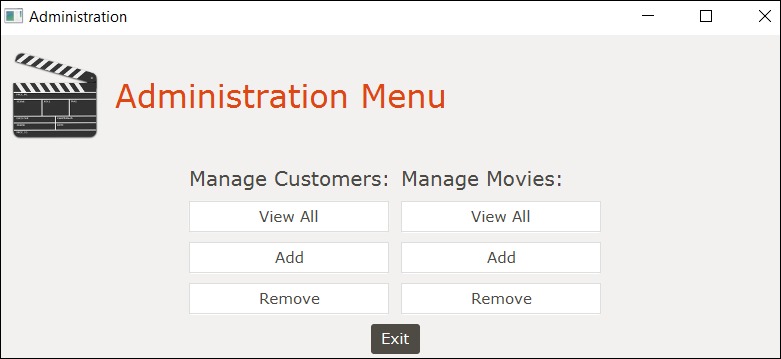 Administration
Administration Menu
Manage Customers: Manage Movies:
View All View All
Add Add
Remove Remove
Exit